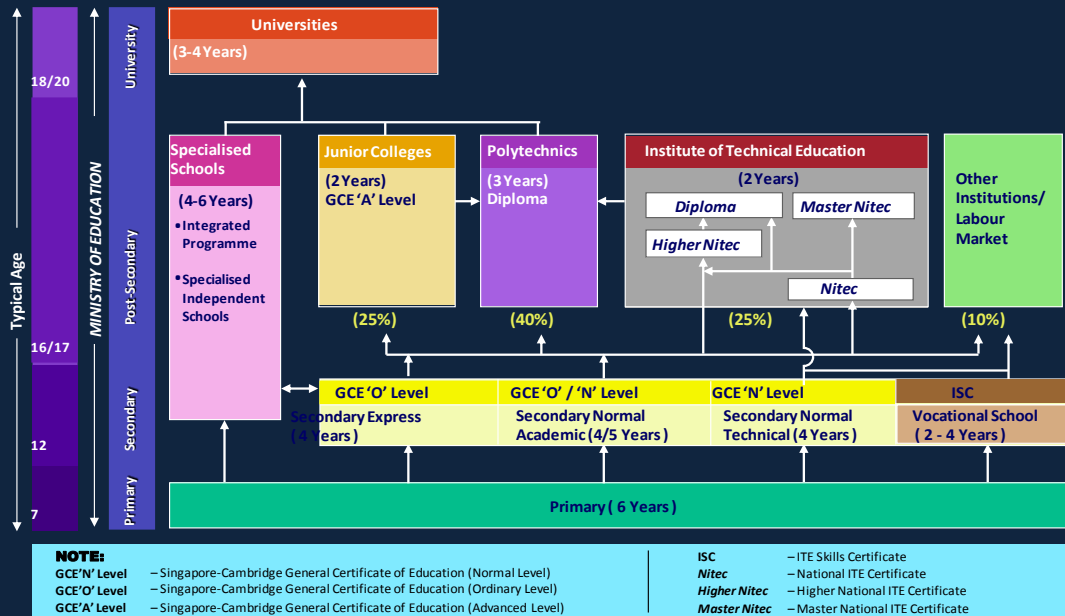 Typical Age
MINISTRY OF EDUCATION
18/20
16/17
12
7
University
Post-Secondary
Secondary
Primary
Universities
(3-4 Years)
Specialised
Schools
(4-6 Years)
• Integrated
Programme
• Specialised
Independent
Schools
Junior Colleges
(2 Years)
GCE 'A' Level
(25%)
Polytechnics
(3 Years)
Diploma
(40%)
Institute of Technical Education
(2 Years)
Diploma
Master Nitec
Higher Nitec
Nitec
(25%)
Other
Institutions/
Labour
Market
(10%)
GCE 'O' Level
Secondary Express
( 4 Years )
GCE 'O' / 'N' Level
Secondary Normal
Academic (4/5 Years)
GCE 'N' Level
Secondary Normal
Technical (4 Years)
ISC
Vocational School
( 2 - 4 Years)
Primary ( 6 Years)
NOTE:
GCE'N' Level – Singapore-Cambridge General Certificate of Education (Normal Level)
GCE'O' Level – Singapore-Cambridge General Certificate of Education (Ordinary Level)
GCE'A' Level – Singapore-Cambridge General Certificate of Education (Advanced Level)
ISC – ITE Skills Certificate
Nitec – National ITE Certificate
Higher Nitec – Higher National ITE Certificate
Master Nitec – Master National ITE Certificate